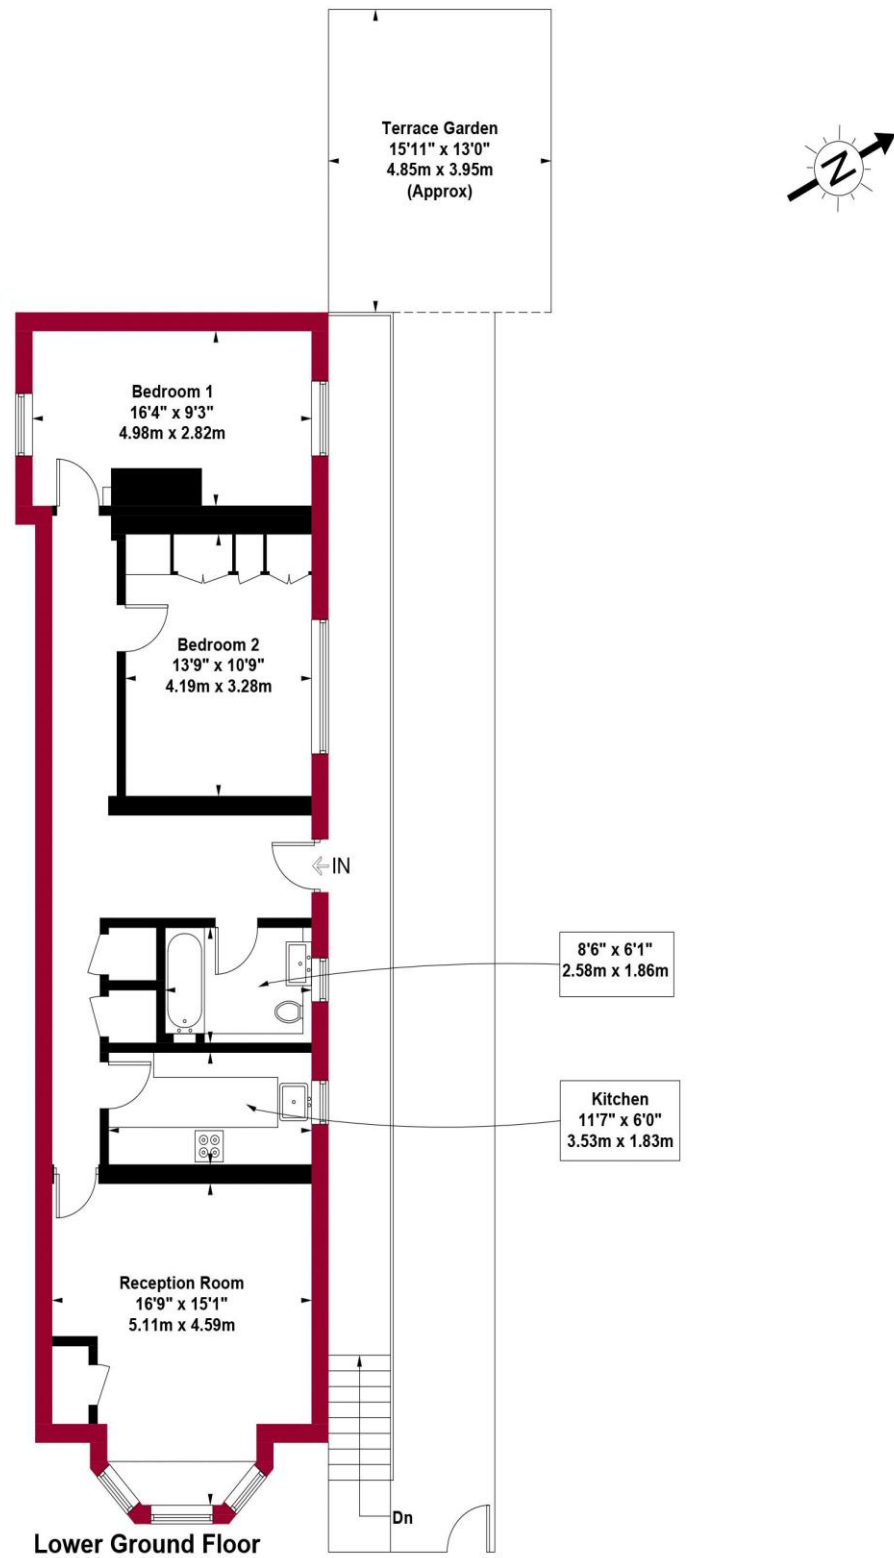 Terrace Garden
15'11" x 13'0"
4.85m x 3.95m
(Approx)
N
Bedroom 1
16'4" x 9'3"
4.98m x 2.82m
Bedroom 2
13'9" x 10'9"
4.19m x 3.28m
IN
8'6" x 6'1"
2.58m x 1.86m
Kitchen
11'7" x 6'0"
3.53m x 1.83m
Reception Room
16'9" x 15'1"
5.11m x 4.59m
Dn
Lower Ground Floor